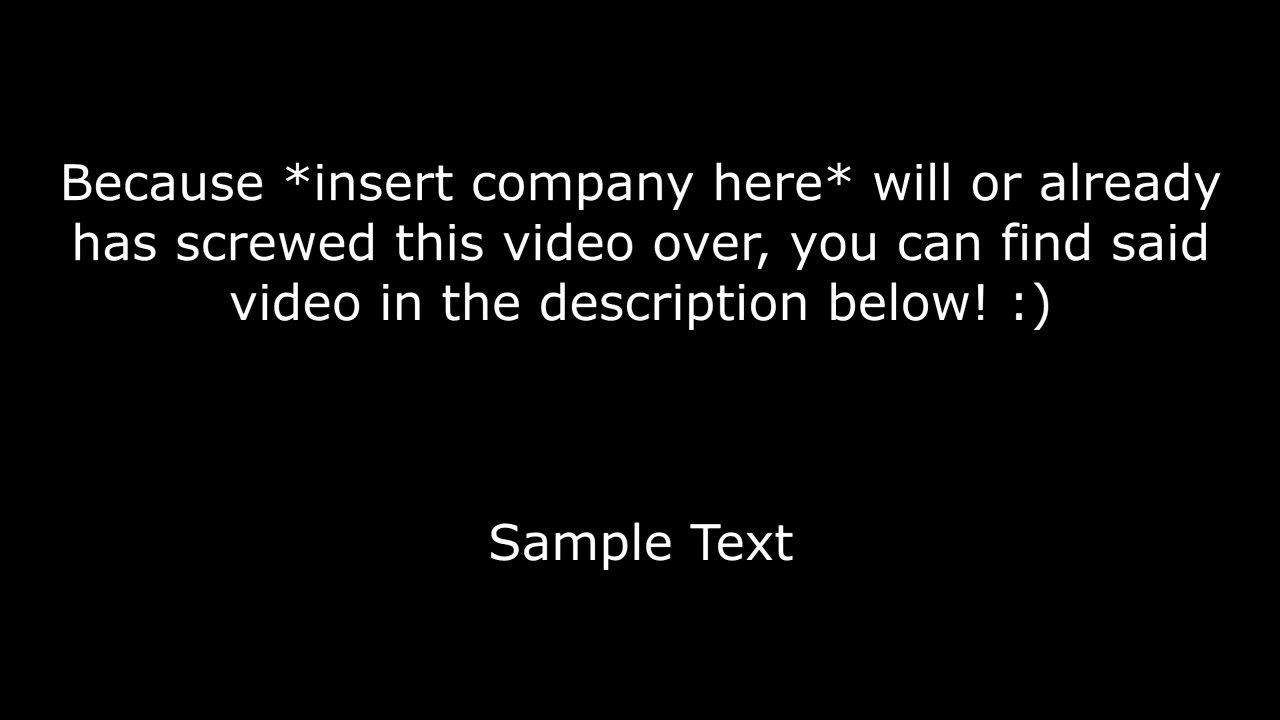 Because *insert company here* will or already
has screwed this video over, you can find said
video in the description below! :)
Sample Text